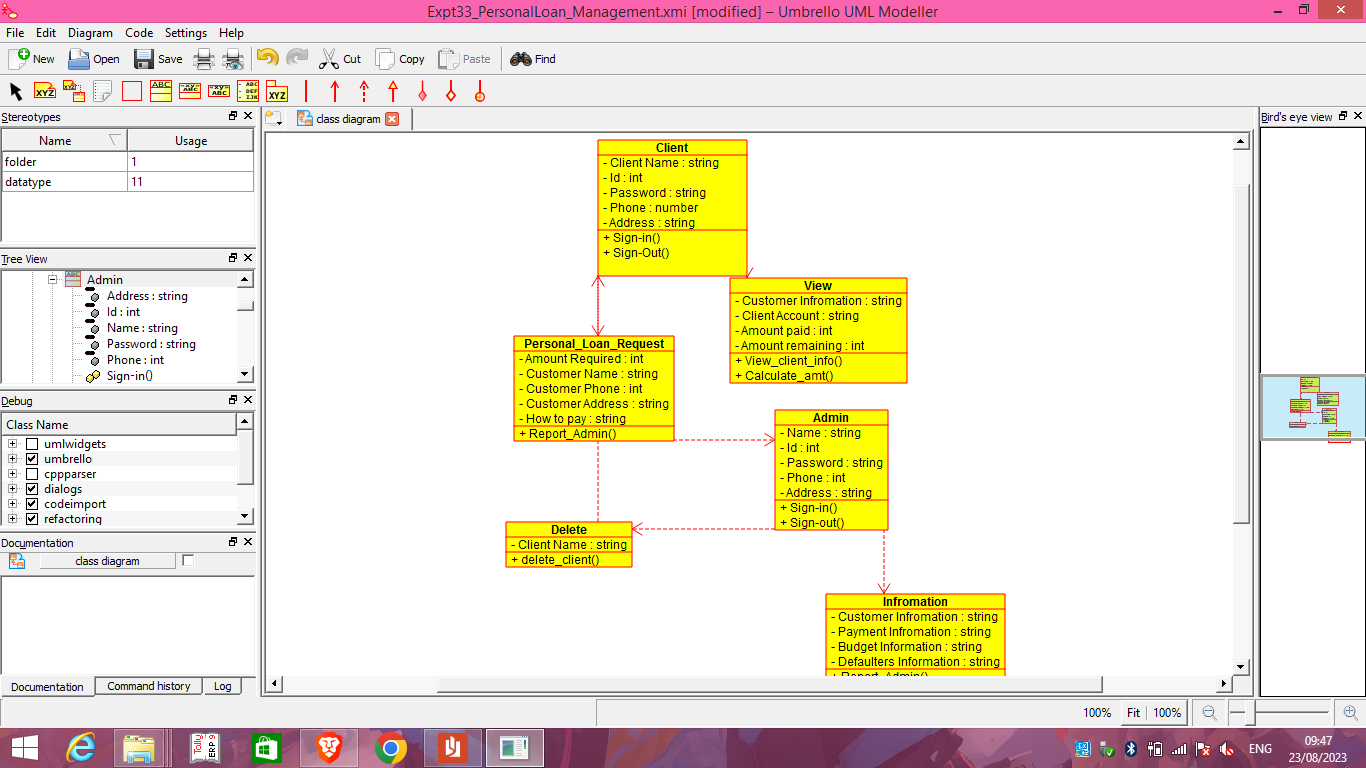 Expt33_PersonalLoan_Management.xmi [modified] – Umbrello UML Modeller
File Edit Diagram Code Settings Help
New Open Save Cut Copy Paste Find
XYZ ABC XYZ
Stereotypes
Name Usage
folder 1
datatype 11
Tree View
Admin
Address : string
Id : int
Name : string
Password : string
Phone : int
Sign-in()
Debug
Class Name
umlwidgets
umbrello
cppparser
dialogs
codeimport
refactoring
Documentation
class diagram
Documentation Command history Log
class diagram
Client
- Client Name : string
- Id : int
- Password : string
- Phone : number
- Address : string
+ Sign-in()
+ Sign-Out()
View
- Customer Infromation : string
- Client Account : string
- Amount paid : int
- Amount remaining : int
+ View_client_info()
+ Calculate_amt()
Personal_Loan_Request
- Amount Required : int
- Customer Name : string
- Customer Phone : int
- Customer Address : string
- How to pay : string
+ Report_Admin()
Admin
- Name : string
- Id : int
- Password : string
- Phone : int
- Address : string
+ Sign-in()
+ Sign-out()
Delete
- Client Name : string
+ delete_client()
Infromation
- Customer Infromation : string
- Payment Infromation : string
- Budget Information : string
- Defaulters Information : string
+ Report_Admin()
Bird's eye view
100% Fit 100%
Tally
ERP 9
ENG
09:47
23/08/2023